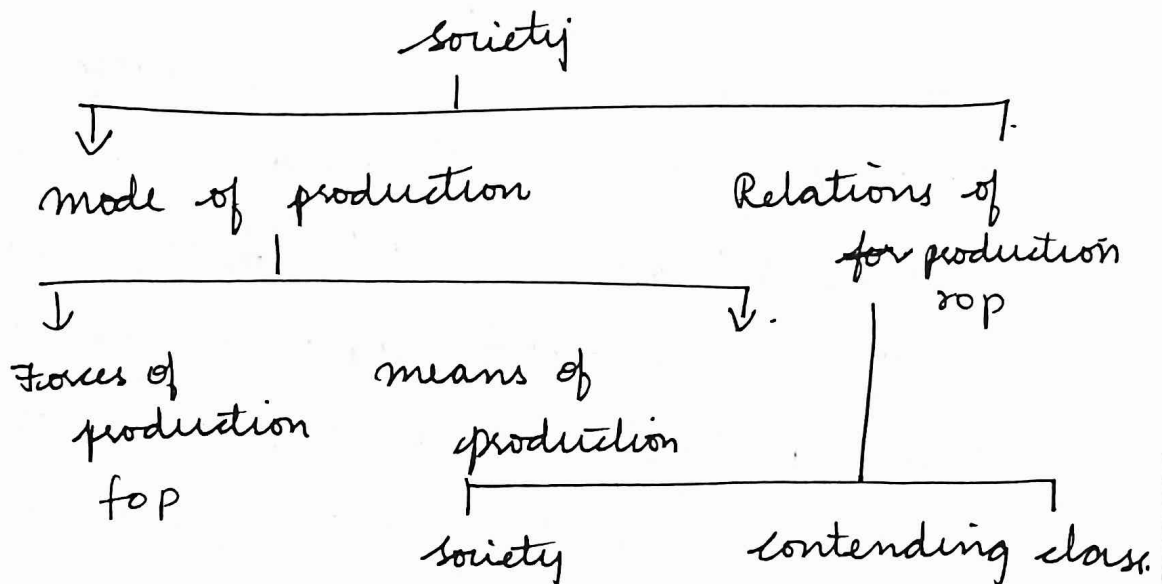 society
mode of production
Relations of
for production
rop
Forces of
production
fop
means of
production
society
contending class.